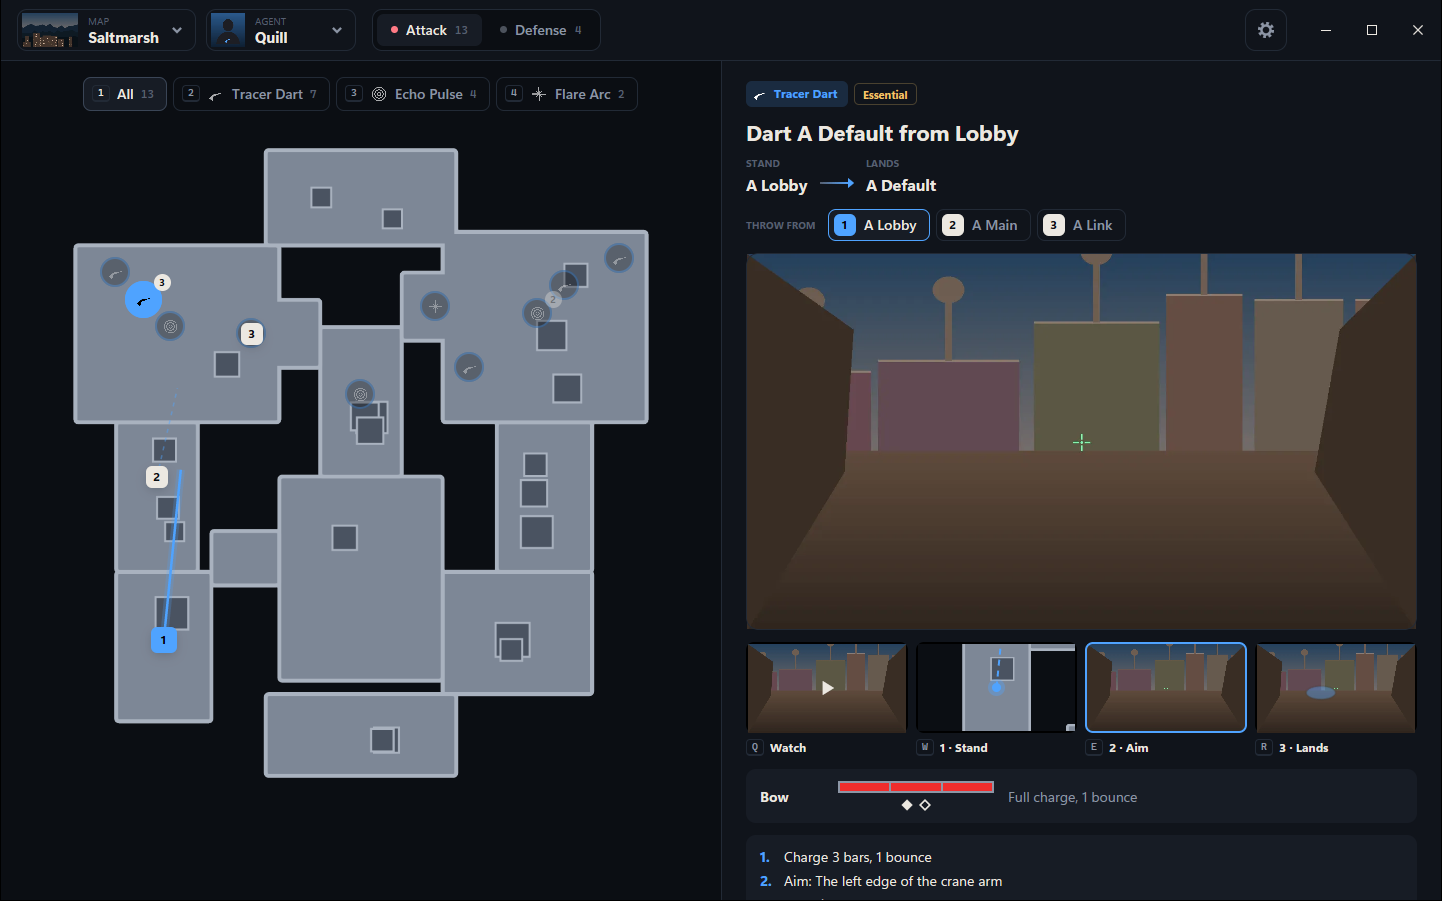 MAP
Saltmarsh
AGENT
Quill
Attack 13
Defense 4
1 All 13
2 Tracer Dart 7
3 Echo Pulse 4
4 Flare Arc 2
3
3
2
2
1
Tracer Dart
Essential
Dart A Default from Lobby
STAND
LANDS
A Lobby
A Default
THROW FROM
1 A Lobby
2 A Main
3 A Link
Q Watch
W 1 · Stand
E 2 · Aim
R 3 · Lands
Bow
Full charge, 1 bounce
1. Charge 3 bars, 1 bounce
2. Aim: The left edge of the crane arm